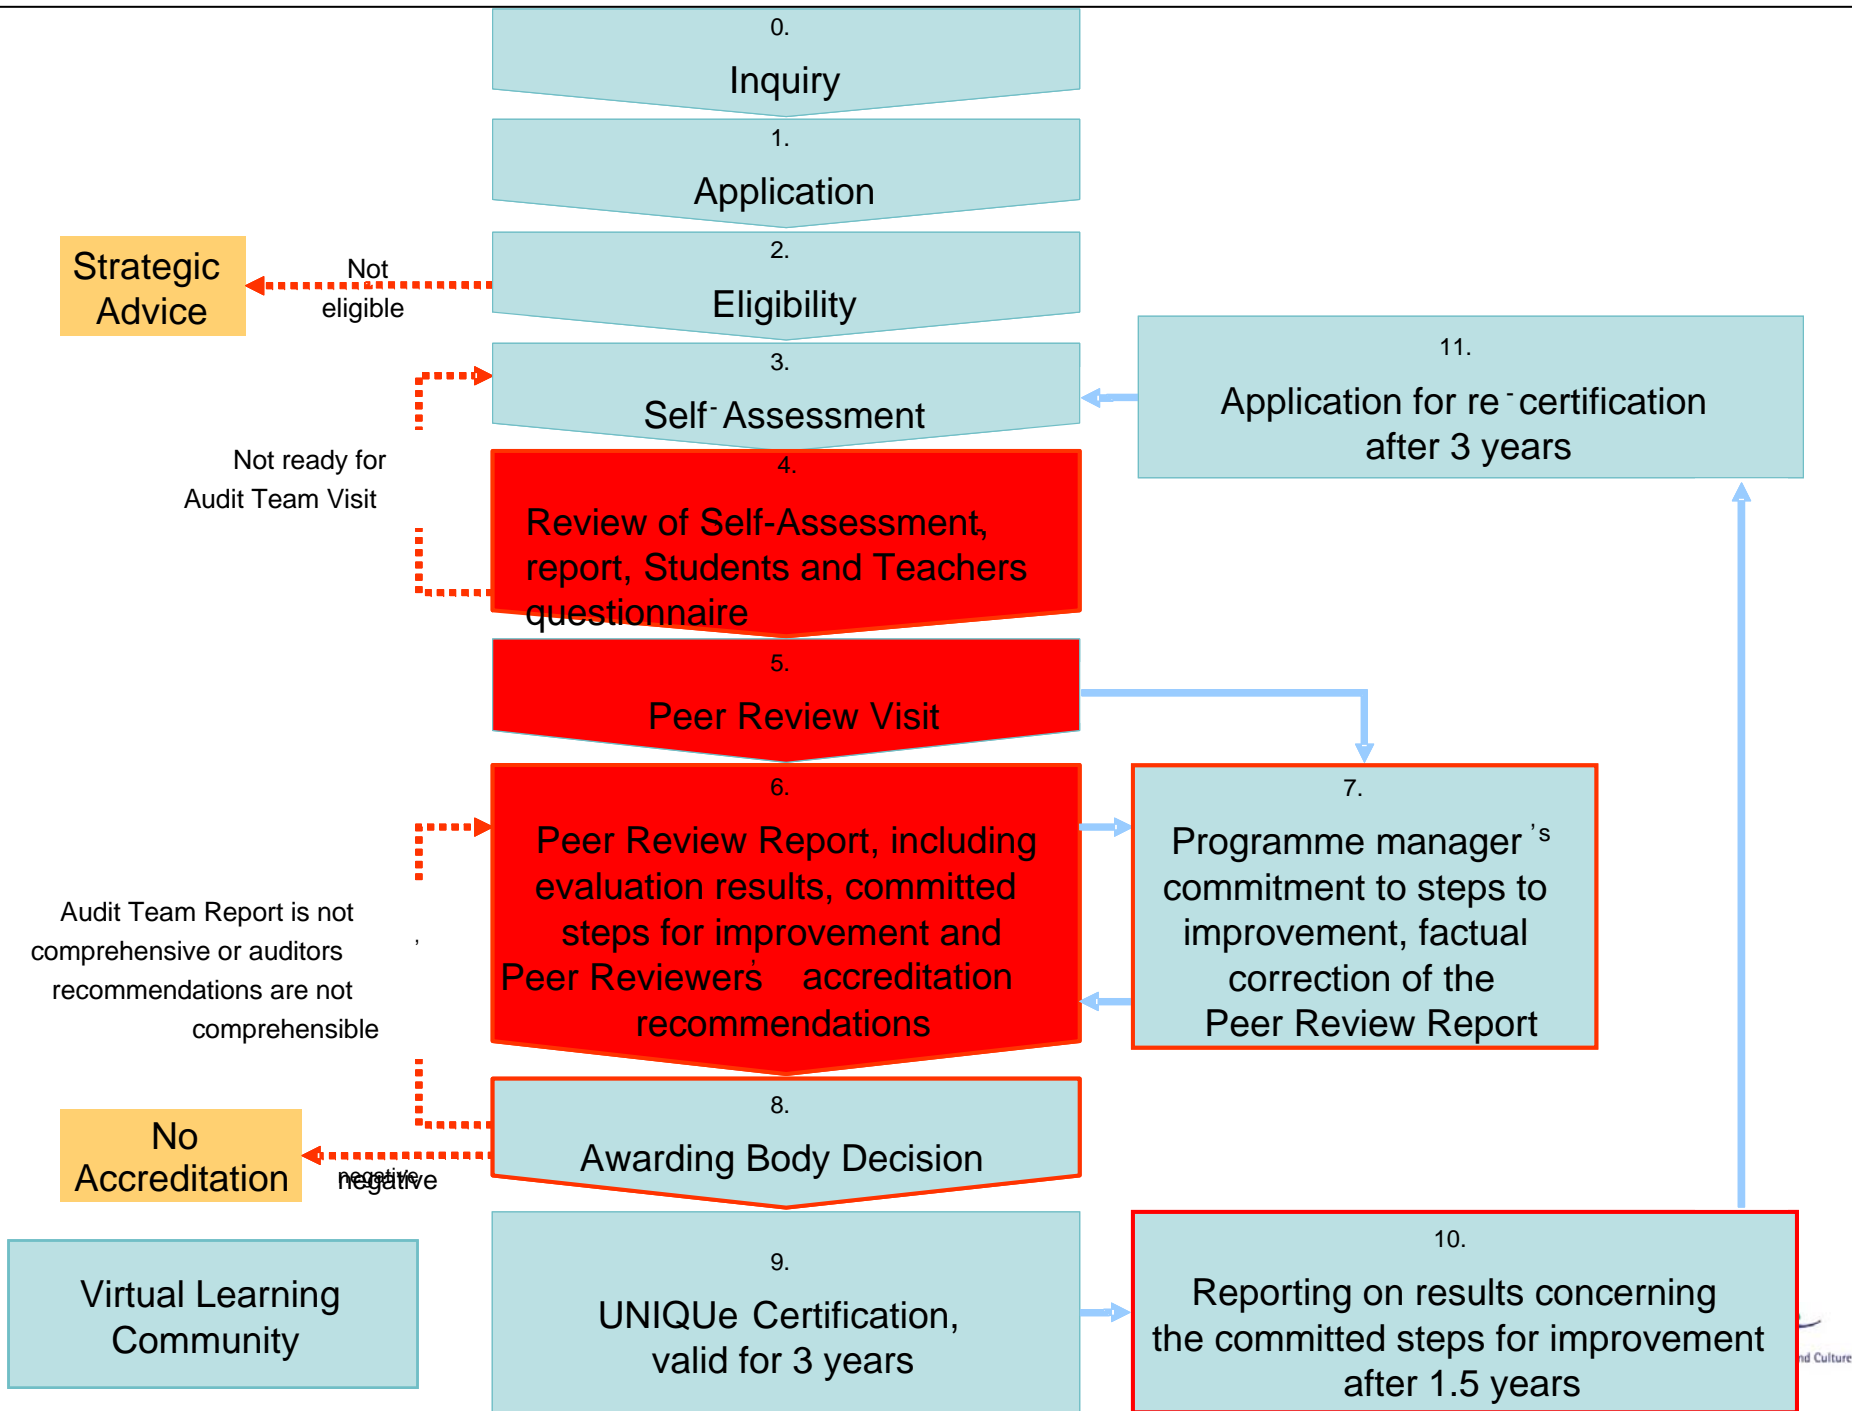 0.
Inquiry
1.
Application
2.
Eligibility
Strategic
Advice
Not
eligible
3.
Self-Assessment
11.
Application for re-certification
after 3 years
Not ready for
Audit Team Visit
4.
Review of Self-Assessment,
report, Students and Teachers
questionnaire
5.
Peer Review Visit
6.
Peer Review Report, including
evaluation results, committed
steps for improvement and
Peer Reviewers' accreditation
recommendations
7.
Programme manager's
commitment to steps to
improvement, factual
correction of the
Peer Review Report
Audit Team Report is not
comprehensive or auditors'
recommendations are not
comprehensible
8.
Awarding Body Decision
No
Accreditation
negative
negative
9.
UNIQUe Certification,
valid for 3 years
10.
Reporting on results concerning
the committed steps for improvement
after 1.5 years
Virtual Learning
Community
nd Culture